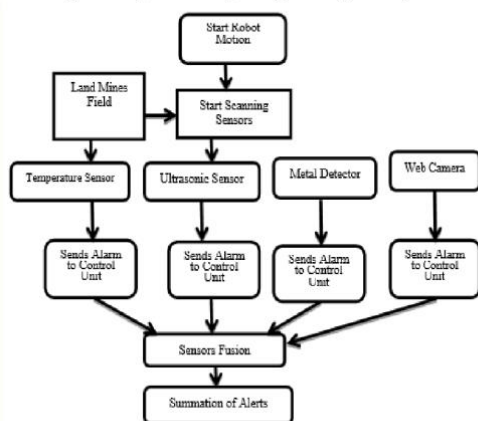 Start Robot
Motion
Land Mines
Field
Start Scanning
Sensors
Temperature Sensor
Ultrasonic Sensor
Metal Detector
Web Camera
Sends Alarm
to Control
Unit
Sends Alarm
to Control
Unit
Sends Alarm
to Control
Unit
Sends Alarm
to Control
Unit
Sensors Fusion
Summation of Alerts